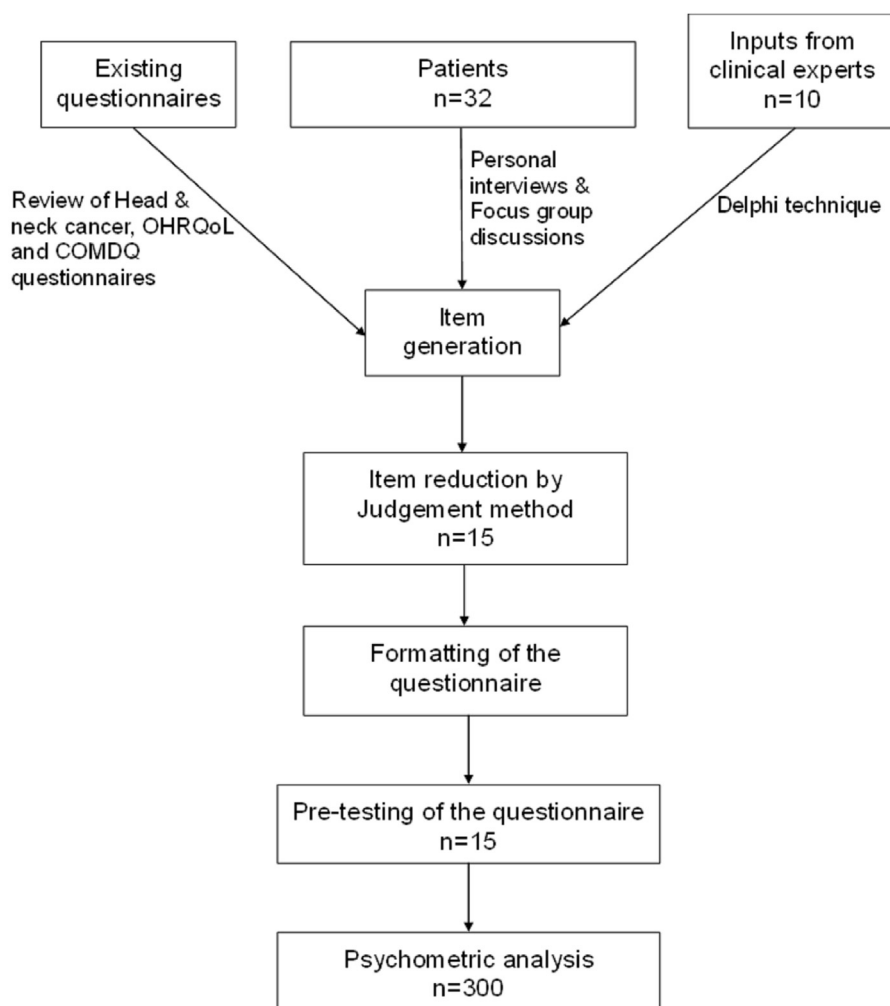 Existing
questionnaires
Patients
n=32
Inputs from
clinical experts
n=10
Review of Head &
neck cancer, OHRQoL
and COMDQ
questionnaires
Personal
interviews &
Focus group
discussions
Delphi technique
Item
generation
Item reduction by
Judgement method
n=15
Formatting of the
questionnaire
Pre-testing of the questionnaire
n=15
Psychometric analysis
n=300